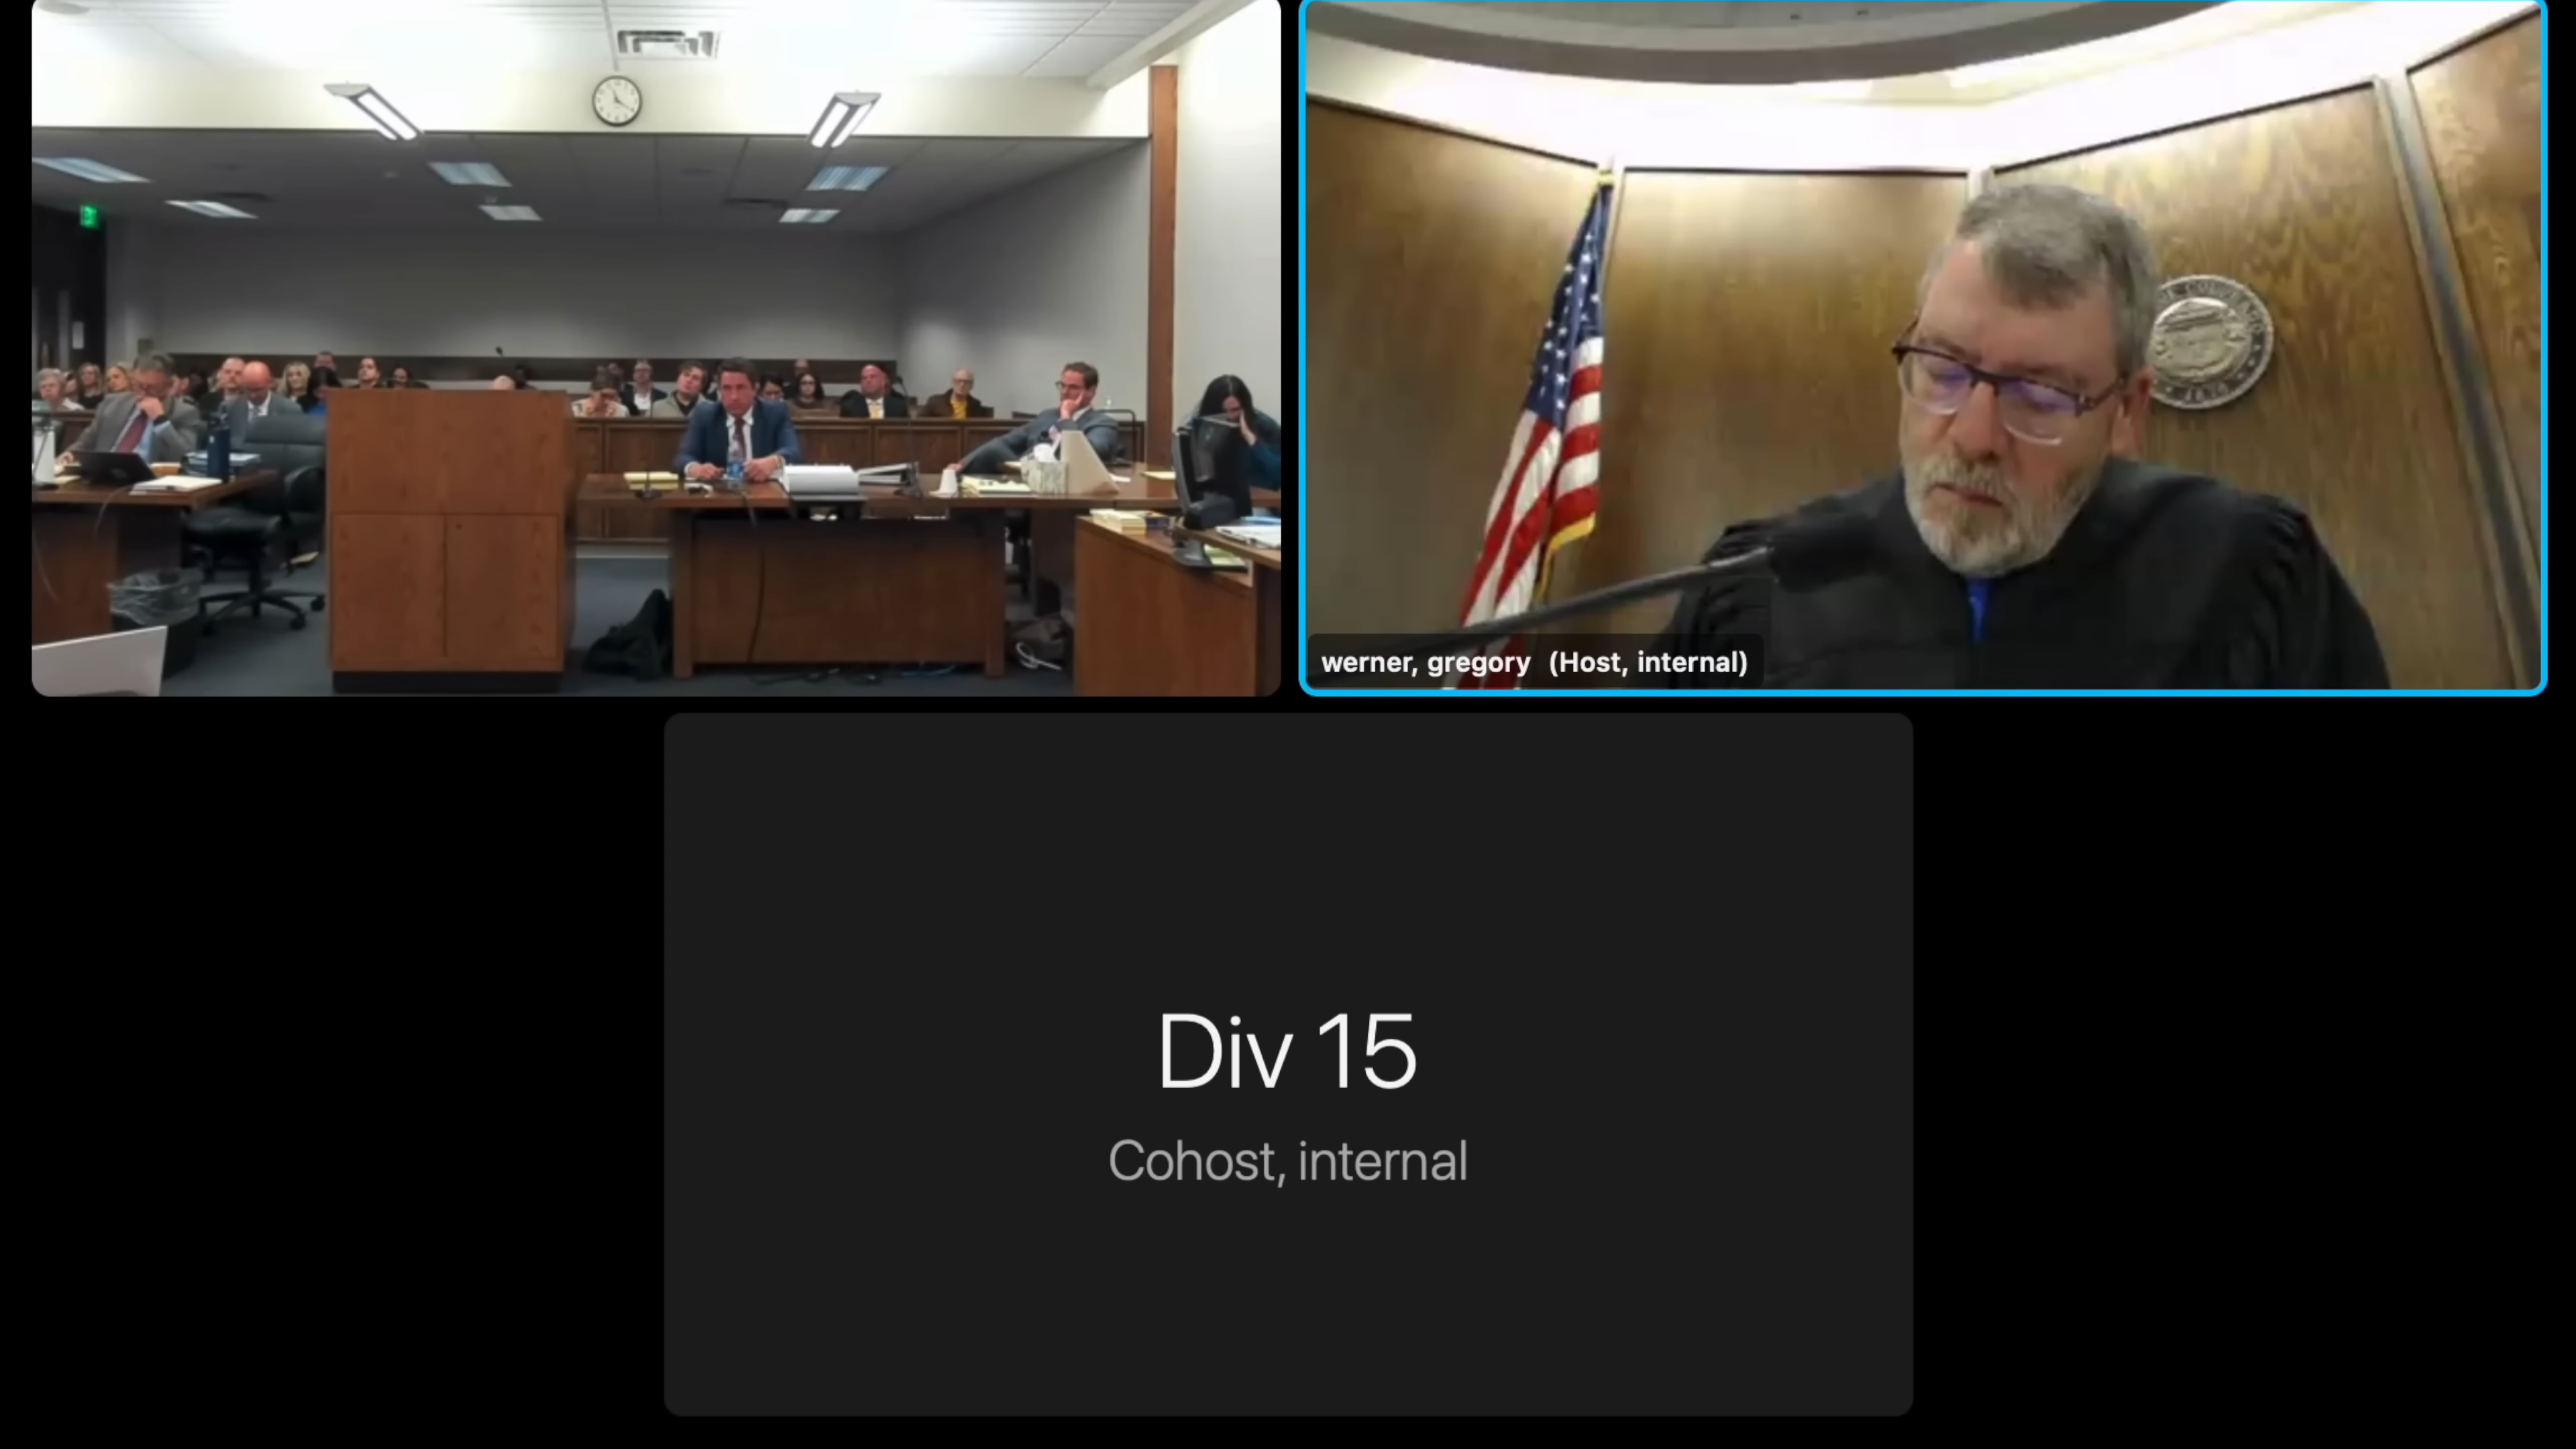 werner, gregory (Host, internal)
Div 15
Cohost, internal